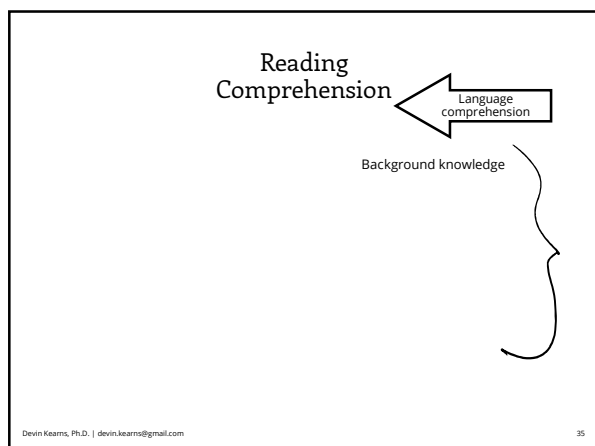 Reading
Comprehension
Language
comprehension
Background knowledge
Devin Kearns, Ph.D. | devin.kearns@gmail.com
35